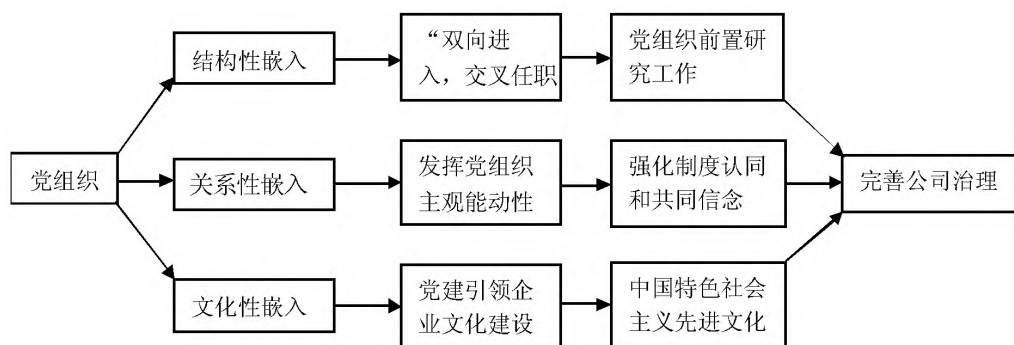 党组织
结构性嵌入
“双向进
入，交叉任职
党组织前置研
究工作
关系性嵌入
发挥党组织
主观能动性
强化制度认同
和共同信念
文化性嵌入
党建引领企
业文化建设
中国特色社会
主义先进文化
完善公司治理